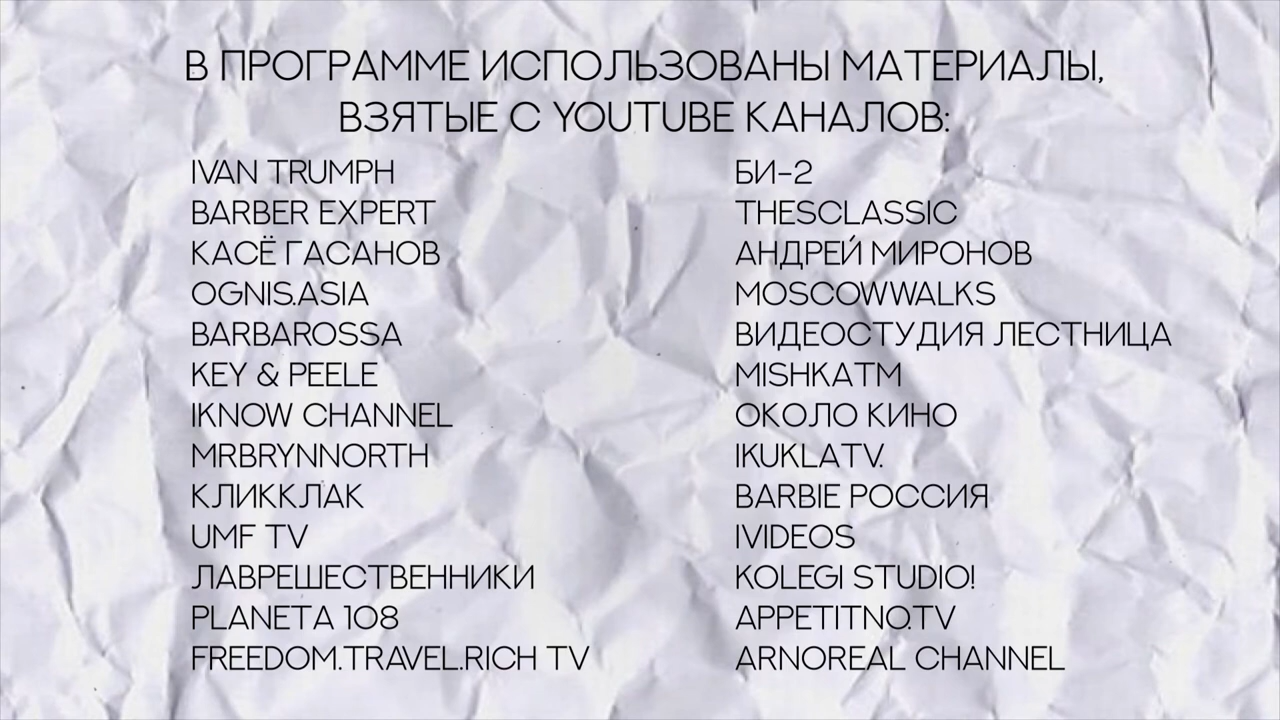 В ПРОГРАММЕ ИСПОЛЬЗОВАНЫ МАТЕРИАЛЫ,
ВЗЯТЫЕ С YOUTUBE КАНАЛОВ:
IVAN TRUMPH
BARBER EXPERT
КАСЁ ГАСАНОВ
OGNIS.ASIA
BARBAROSSA
KEY & PEELE
IKNOW CHANNEL
MRBRYNNORTH
КЛИККЛАК
UMF TV
ЛАВРЕШЕСТВЕННИКИ
PLANETA 108
FREEDOM.TRAVEL.RICH TV
БИ-2
THESCLASSIC
АНДРЕЙ МИРОНОВ
MOSCOWWALKS
ВИДЕОСТУДИЯ ЛЕСТНИЦА
MISHKATM
ОКОЛО КИНО
IKUKLATV.
BARBIE РОССИЯ
IVIDEOS
KOLEGI STUDIO!
APPETITNO.TV
ARNOREAL CHANNEL